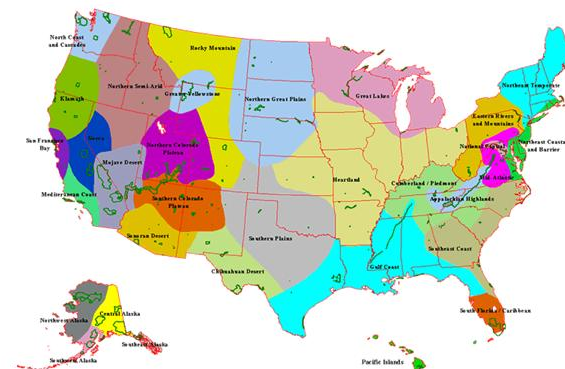 North Coast
and Cascades
Rocky Mountain
Klamath
Northern Semi-Arid
Greater Yellowstone
Northern Great Plains
Great Lakes
Northeast Temperate
Eastern Rivers
and Mountains
National Capital
Northeast Coastal
and Barrier
San Francisco
Bay
Sierra
Mojave Desert
Northern Colorado
Plateau
Mid-Atlantic
Heartland
Cumberland / Piedmont
Appalachian Highlands
Mediterranean Coast
Southern Colorado
Plateau
Sonoran Desert
Southern Plains
Chihuahuan Desert
Gulf Coast
Southeast Coast
South Florida / Caribbean
Northwest Alaska
Central Alaska
Southwest Alaska
Southeast Alaska
Pacific Islands